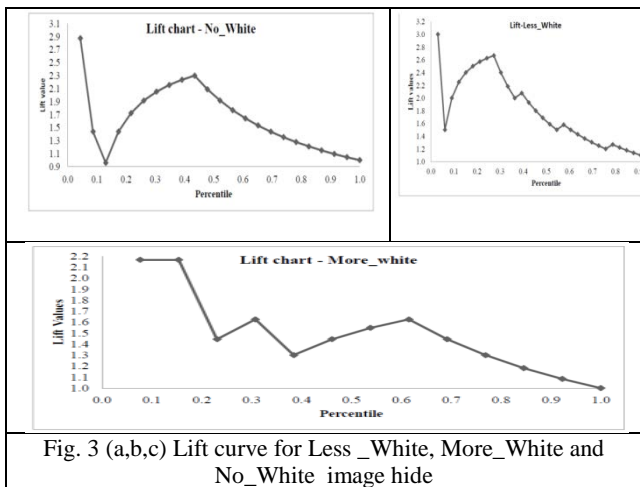 Lift chart - No_White
Lift value
3.1
2.9
2.7
2.5
2.3
2.1
1.9
1.7
1.5
1.3
1.1
0.9
0.0 0.1 0.2 0.3 0.4 0.5 0.6 0.7 0.8 0.9 1.0
Percentile
Lift-Less_White
Lift values
3.2
3.0
2.8
2.6
2.4
2.2
2.0
1.8
1.6
1.4
1.2
1.0
0.0 0.1 0.2 0.3 0.4 0.5 0.6 0.7 0.8 0.9
Percentile
Lift chart - More_white
Lift Values
2.2
2.1
2.0
1.9
1.8
1.7
1.6
1.5
1.4
1.3
1.2
1.1
1.0
0.0 0.1 0.2 0.3 0.4 0.5 0.6 0.7 0.8 0.9 1.0
Percentile
Fig. 3 (a,b,c) Lift curve for Less _White, More_White and
No_White image hide